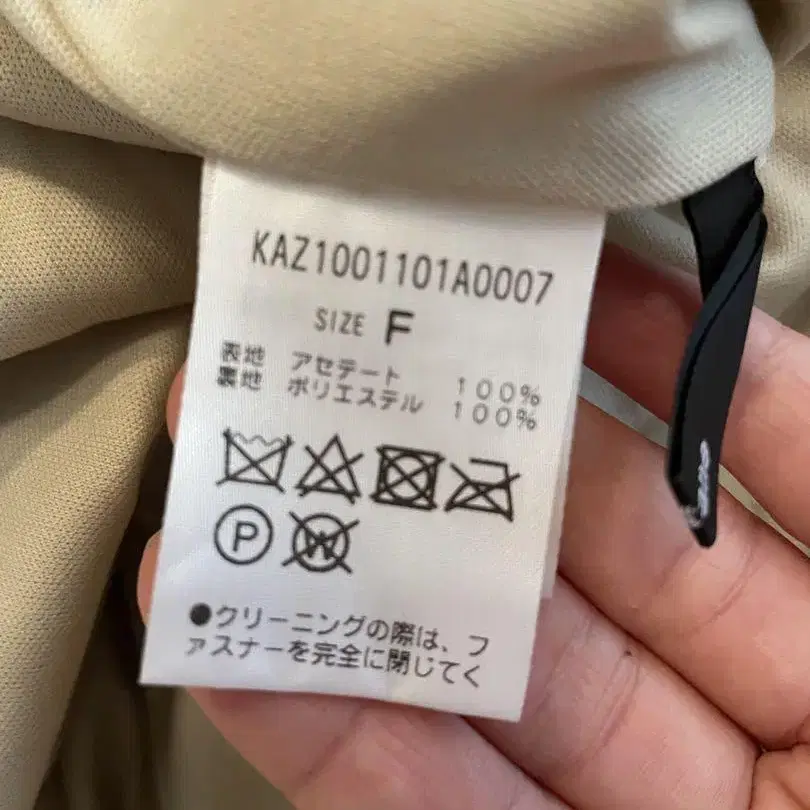 KAZ1001101A0007
SIZE F
表地 アセテート 100%
裏地 ポリエステル 100%
P
W
●クリーニングの際は、フ
ァスナーを完全に閉じてく